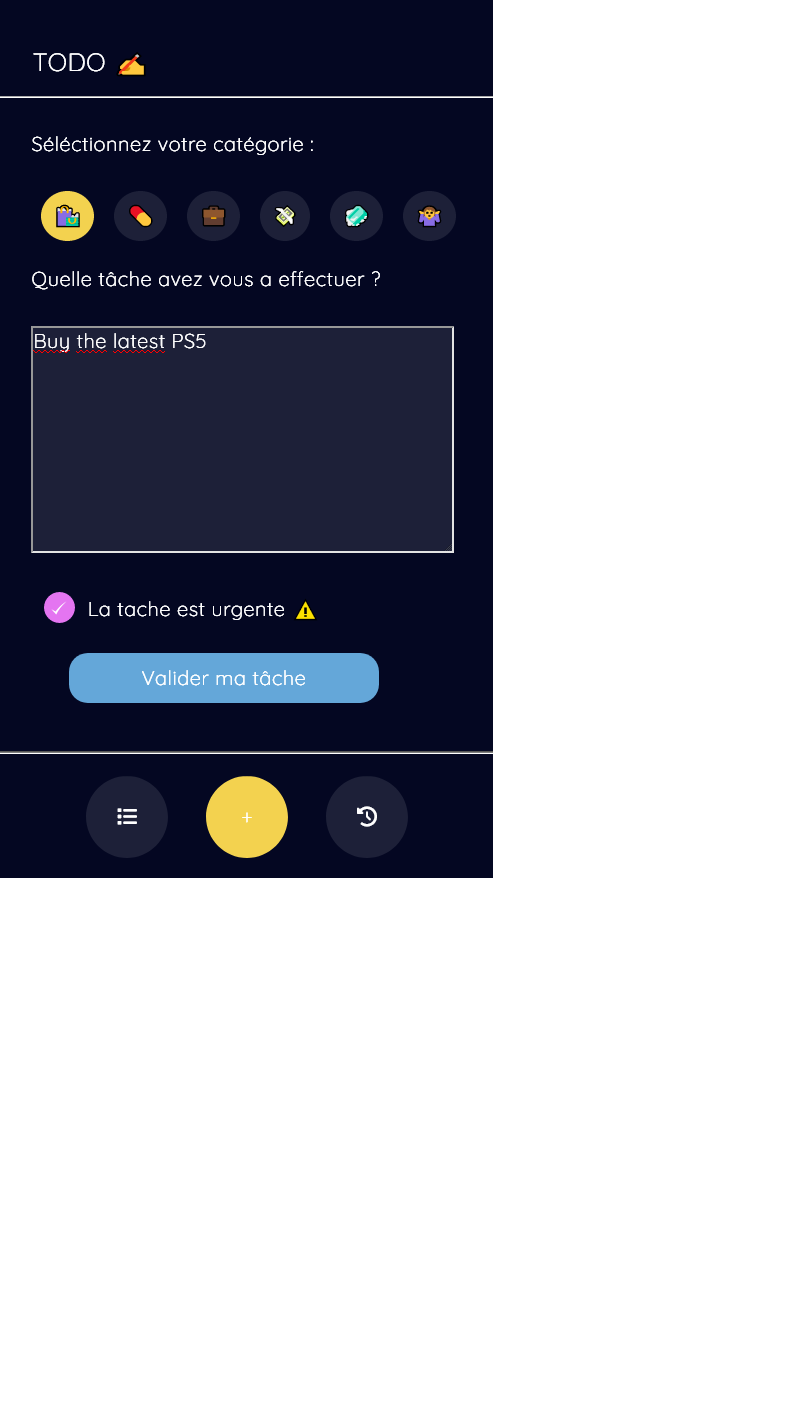 TODO ✍
Séléctionnez votre catégorie :
Quelle tâche avez vous a effectuer ?
Buy the latest PS5
La tache est urgente ⚠
Valider ma tâche
+